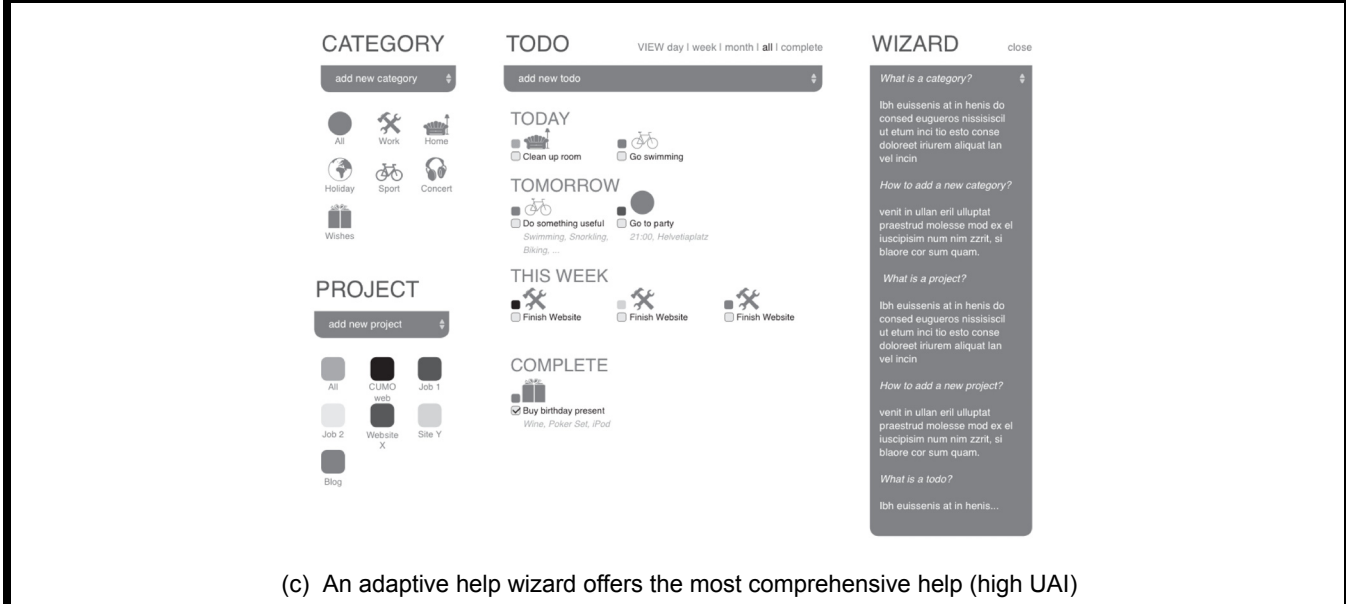 CATEGORY
add new category
All
Work
Home
Holiday
Sport
Concert
Wishes
PROJECT
add new project
All
CUMO
web
Job 1
Job 2
Website
X
Site Y
Blog
TODO
VIEW day I week I month I all I complete
add new todo
TODAY
Clean up room
Go swimming
TOMORROW
Do something useful
Swimming, Snorkling,
Biking, ...
Go to party
21:00, Helvetiaplatz
THIS WEEK
Finish Website
Finish Website
Finish Website
COMPLETE
Buy birthday present
Wine, Poker Set, iPod
WIZARD
close
What is a category?
Ibh euissenis at in henis do
consed eugueros nissisiscil
ut etum inci tio esto conse
doloreet iriurem aliquat lan
vel incin
How to add a new category?
venit in ullan eril ulluptat
praestrud molesse mod ex el
iuscipisim num nim zzrit, si
blaore cor sum quam.
What is a project?
Ibh euissenis at in henis do
consed eugueros nissisiscil
ut etum inci tio esto conse
doloreet iriurem aliquat lan
vel incin
How to add a new project?
venit in ullan eril ulluptat
praestrud molesse mod ex el
iuscipisim num nim zzrit, si
blaore cor sum quam.
What is a todo?
Ibh euissenis at in henis...
(c) An adaptive help wizard offers the most comprehensive help (high UAI)